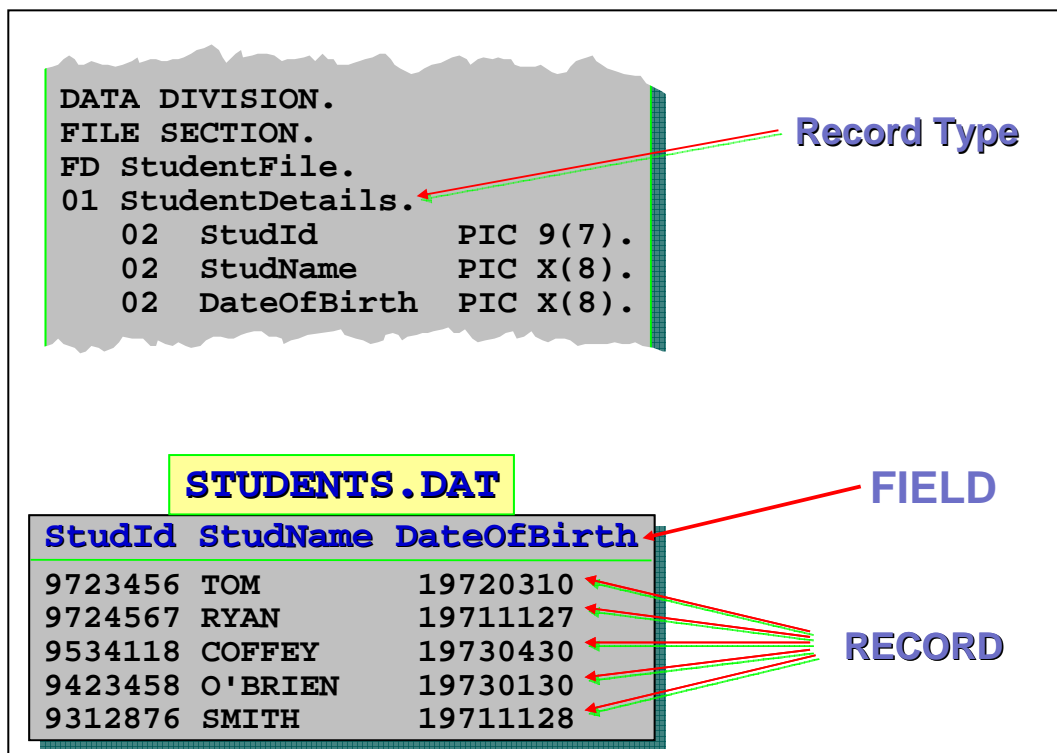 DATA DIVISION.
FILE SECTION.
FD StudentFile.
01 StudentDetails.
02 StudId PIC 9(7).
02 StudName PIC X(8).
02 DateOfBirth PIC X(8).
Record Type
STUDENTS.DAT
FIELD
StudId StudName DateOfBirth
9723456 TOM 19720310
9724567 RYAN 19711127
9534118 COFFEY 19730430
9423458 O'BRIEN 19730130
9312876 SMITH 19711128
RECORD